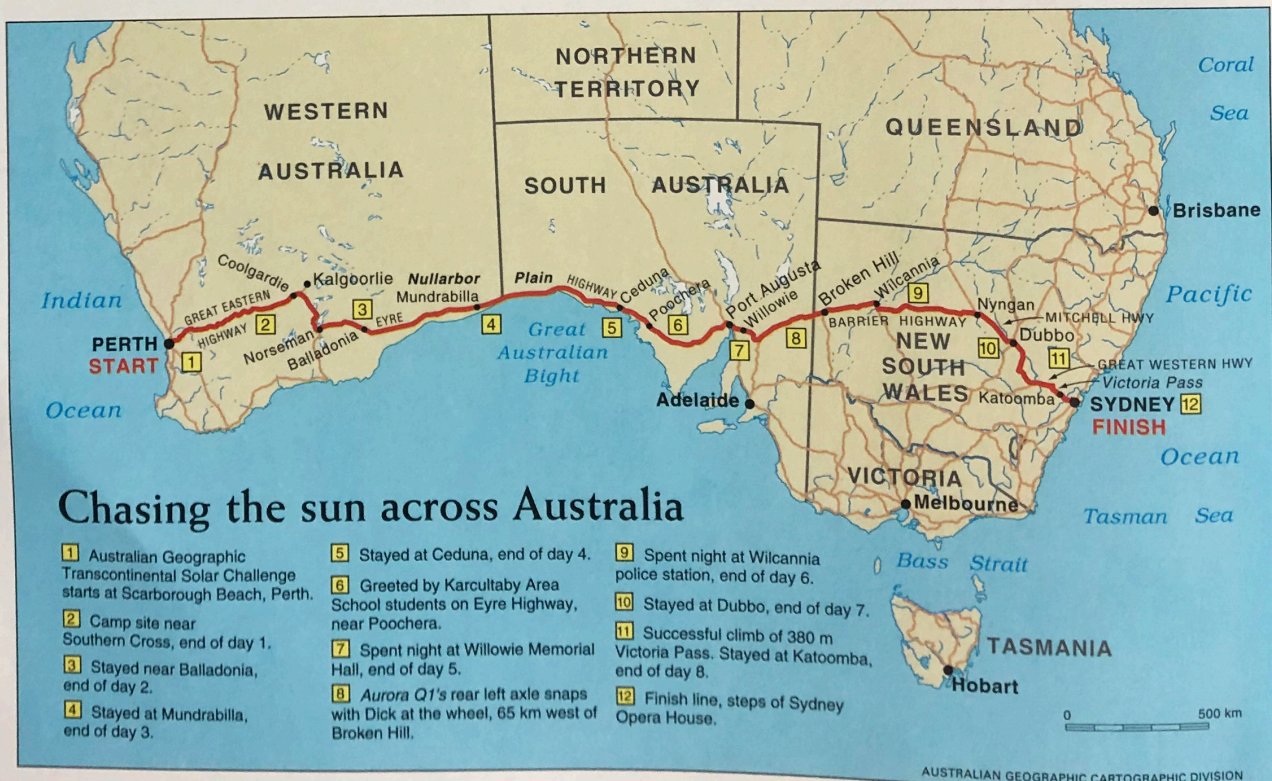 NORTHERN
TERRITORY
WESTERN
AUSTRALIA
SOUTH AUSTRALIA
QUEENSLAND
Coral
Sea
Brisbane
Indian
Ocean
Pacific
Ocean
Coolgardie
Kalgoorlie
Nullarbor Plain
Mundrabilla
HIGHWAY
Ceduna
Poochera
Port Augusta
Willowie
Broken Hill
Wilcannia
9
GREAT EASTERN
HIGHWAY
2
3
EYRE
Norseman
Balladonia
4
5
6
7
8
Great
Australian
Bight
BARRIER HIGHWAY
Nyngan
MITCHELL HWY
Dubbo
10
11
NEW
SOUTH
WALES
GREAT WESTERN HWY
Victoria Pass
Katoomba
PERTH
START
1
Adelaide
SYDNEY 12
FINISH
VICTORIA
Melbourne
Tasman Sea
Bass Strait
TASMANIA
Hobart
Chasing the sun across Australia
1 Australian Geographic
Transcontinental Solar Challenge
starts at Scarborough Beach, Perth.
2 Camp site near
Southern Cross, end of day 1.
3 Stayed near Balladonia,
end of day 2.
4 Stayed at Mundrabilla,
end of day 3.
5 Stayed at Ceduna, end of day 4.
6 Greeted by Karcultaby Area
School students on Eyre Highway,
near Poochera.
7 Spent night at Willowie Memorial
Hall, end of day 5.
8 Aurora Q1's rear left axle snaps
with Dick at the wheel, 65 km west of
Broken Hill.
9 Spent night at Wilcannia
police station, end of day 6.
10 Stayed at Dubbo, end of day 7.
11 Successful climb of 380 m
Victoria Pass. Stayed at Katoomba,
end of day 8.
12 Finish line, steps of Sydney
Opera House.
0 500 km
AUSTRALIAN GEOGRAPHIC CARTOGRAPHIC DIVISION